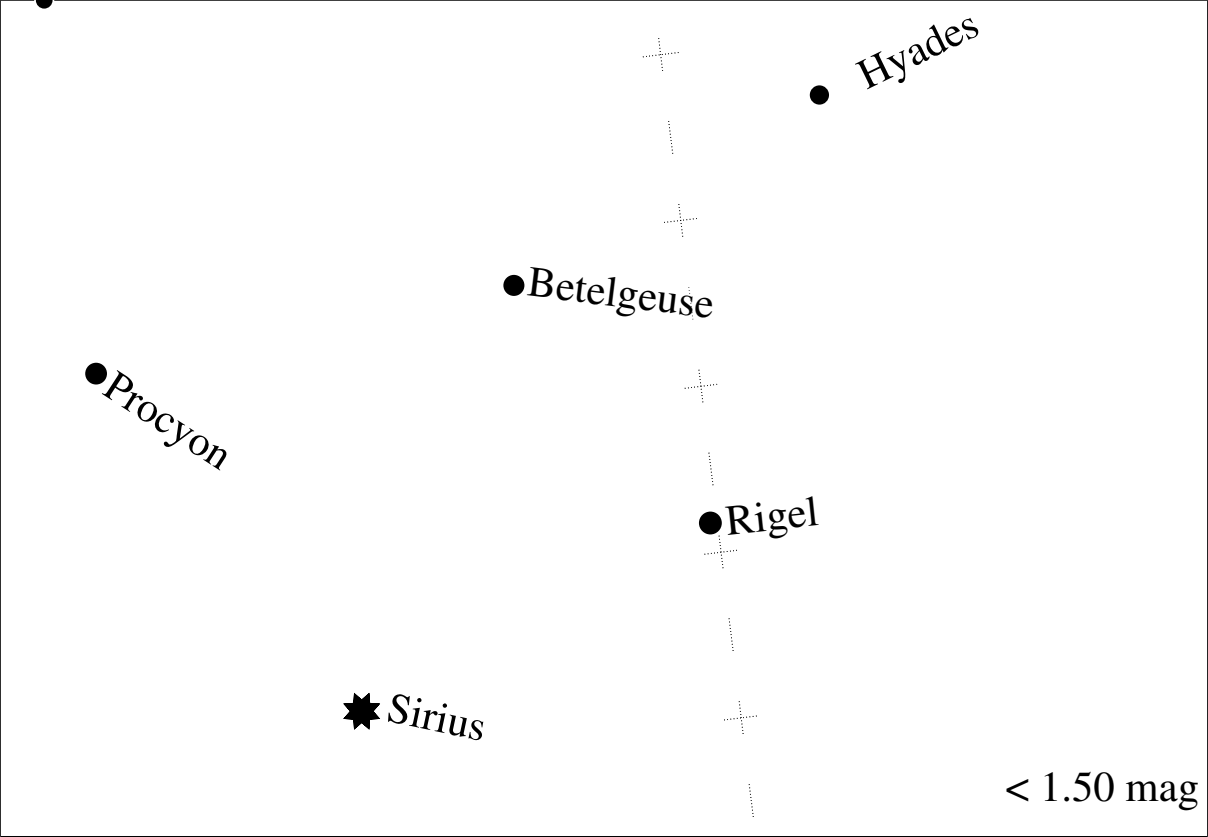 Hyades
Betelgeuse
Procyon
Rigel
Sirius
< 1.50 mag